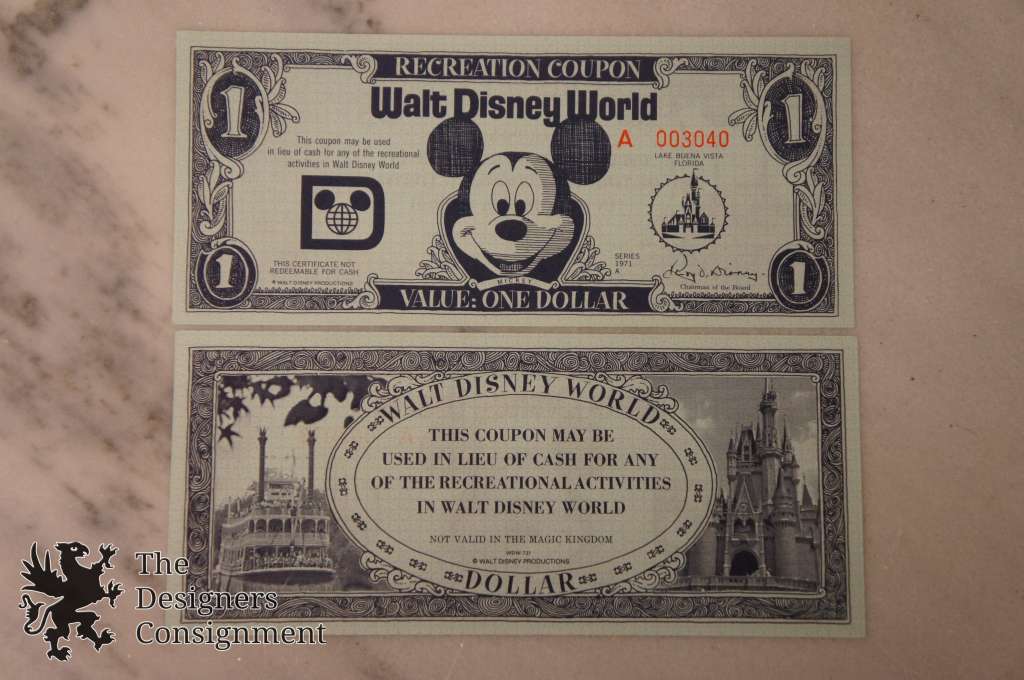 RECREATION COUPON
Walt Disney World
1
1
This coupon may be used
in lieu of cash for any of the recreational
activities in Walt Disney World
A 003040
LAKE BUENA VISTA
FLORIDA
THIS CERTIFICATE NOT
REDEEMABLE FOR CASH
© WALT DISNEY PRODUCTIONS
MICKEY
SERIES
1971
A
Roy O. Disney
Chairman of the Board
1
1
VALUE: ONE DOLLAR
WALT DISNEY WORLD
THIS COUPON MAY BE
USED IN LIEU OF CASH FOR ANY
OF THE RECREATIONAL ACTIVITIES
IN WALT DISNEY WORLD
NOT VALID IN THE MAGIC KINGDOM
© WALT DISNEY PRODUCTIONS
DOLLAR
The
Designers
Consignment